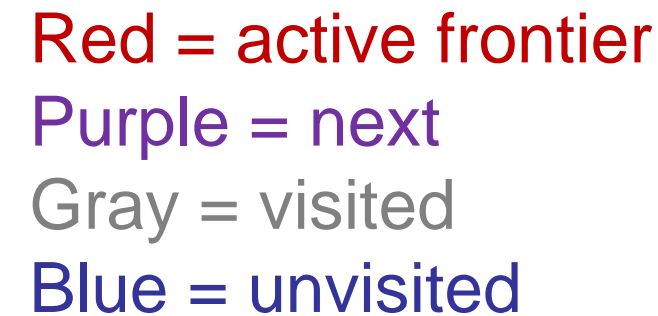 Red = active frontier
Purple = next
Gray = visited
Blue = unvisited